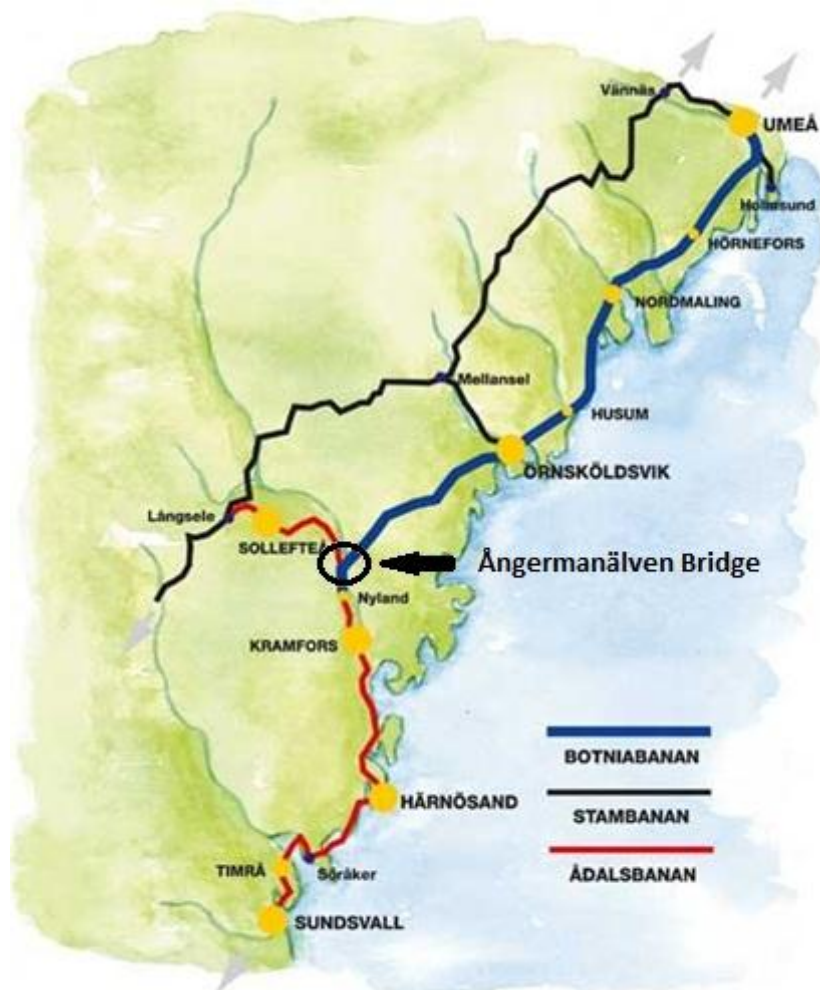 Vännäs
UMEÅ
Holmsund
HÖRNEFORS
NORDMALING
Mellansel
HUSUM
ÖRNSKÖLDSVIK
Långsele
SOLLEFTEÅ
Ångermanälven Bridge
Nyland
KRAMFORS
BOTNIABANAN
HÄRNÖSAND
STAMBANAN
TIMRÅ
Söråker
ÅDALSBANAN
SUNDSVALL